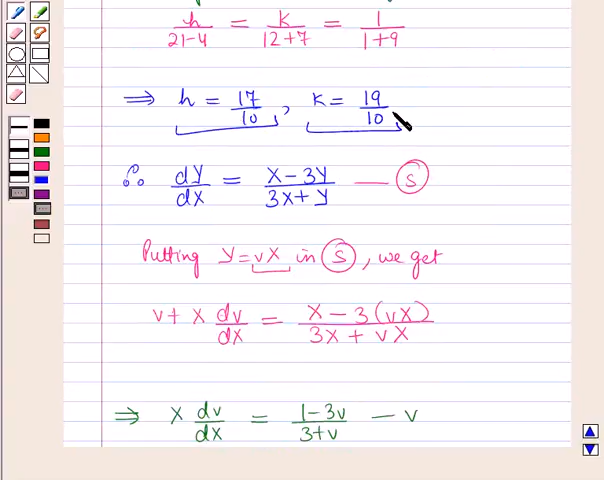 h/(21-4) = K/(12+7) = 1/(1+9)
⟹ h = 17/10 , K = 19/10
∴ dY/dX = (X-3Y)/(3X+Y) — (5)
Putting Y=vX in (5), we get
v+X dv/dX = (X-3(vX))/(3X+vX)
⟹ X dv/dX = (1-3v)/(3+v) - v